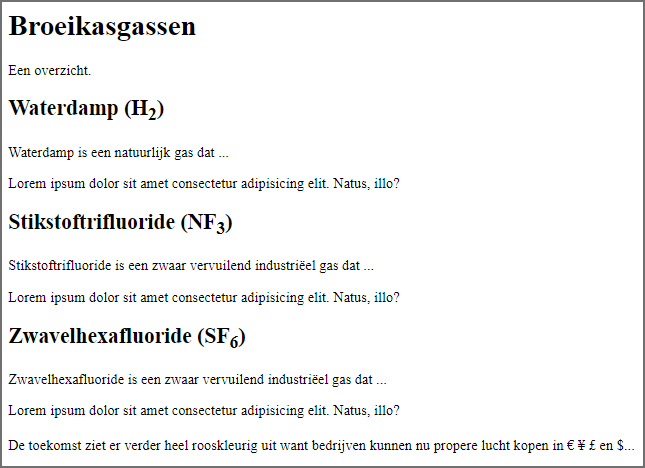 Broeikasgassen
Een overzicht.
Waterdamp (H₂)
Waterdamp is een natuurlijk gas dat ...
Lorem ipsum dolor sit amet consectetur adipisicing elit. Natus, illo?
Stikstoftrifluoride (NF₃)
Stikstoftrifluoride is een zwaar vervuilend industriëel gas dat ...
Lorem ipsum dolor sit amet consectetur adipisicing elit. Natus, illo?
Zwavelhexafluoride (SF₆)
Zwavelhexafluoride is een zwaar vervuilend industriëel gas dat ...
Lorem ipsum dolor sit amet consectetur adipisicing elit. Natus, illo?
De toekomst ziet er verder heel rooskleurig uit want bedrijven kunnen nu propere lucht kopen in € ¥ £ en $...